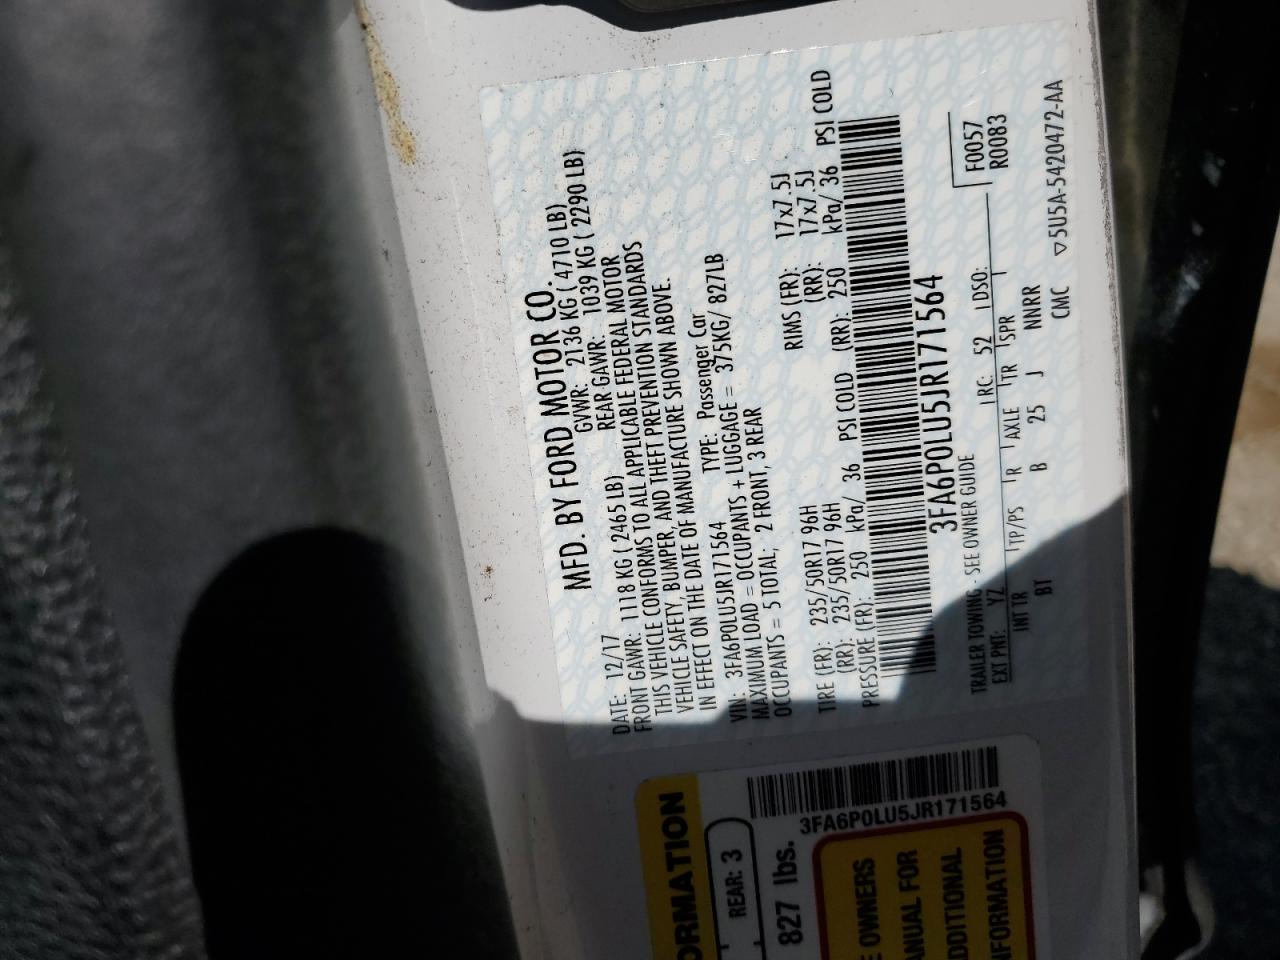 MFD. BY FORD MOTOR CO.
DATE: 12/17 GVWR: 2136 KG ( 4710 LB)
FRONT GAWR: 1118 KG ( 2465 LB) REAR GAWR: 1039 KG ( 2290 LB)
THIS VEHICLE CONFORMS TO ALL APPLICABLE FEDERAL MOTOR
VEHICLE SAFETY, BUMPER, AND THEFT PREVENTION STANDARDS
IN EFFECT ON THE DATE OF MANUFACTURE SHOWN ABOVE.
VIN: 3FA6P0LU5JR171564 TYPE: Passenger Car
MAXIMUM LOAD = OCCUPANTS + LUGGAGE = 375KG/ 827LB
OCCUPANTS = 5 TOTAL; 2 FRONT, 3 REAR
TIRE (FR): 235/50R17 96H RIMS (FR): 17x7.5J
(RR): 235/50R17 96H (RR): 17x7.5J
PRESSURE (FR): 250 kPa/ 36 PSI COLD (RR): 250 kPa/ 36 PSI COLD
3FA6P0LU5JR171564
F0057
TRAILER TOWING - SEE OWNER GUIDE R0083
EXT PNT: YZ RC: 52 DSO:
INT TR TP/PS R AXLE TR SPR
BT B 25 J NNRR
CMC 5U5A-5420472-AA
ORMATION
REAR: 3
827 lbs.
3FA6P0LU5JR171564
E OWNERS
ANUAL FOR
DDITIONAL
NFORMATION